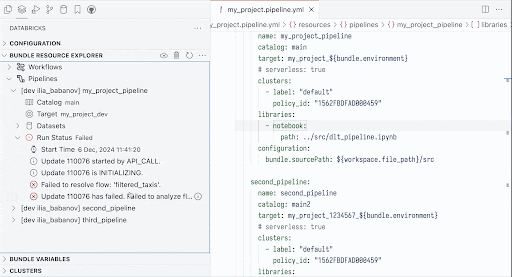 DATABRICKS
CONFIGURATION
BUNDLE RESOURCE EXPLORER
Workflows
Pipelines
[dev ilia_babanov] my_project_pipeline
Catalog main
Target my_project_dev
Datasets
Run Status Failed
Start Time 6 Dec, 2024 11:41:20
Update 110076 started by API_CALL.
Update 110076 is INITIALIZING.
Failed to resolve flow: 'filtered_taxis'.
Update 110076 has failed. Failed to analyze fl...
[dev ilia_babanov] second_pipeline
[dev ilia_babanov] third_pipeline
BUNDLE VARIABLES
CLUSTERS
my_project.pipeline.yml
y_project.pipeline.yml > {} resources > {} pipelines > {} my_project_pipeline > [ ] libraries
name: my_project_pipeline
catalog: main
target: my_project_${bundle.environment}
# serverless: true
clusters:
- label: "default"
policy_id: "1562FBDFAD000459"
libraries:
- notebook:
path: ../src/dlt_pipeline.ipynb
configuration:
bundle.sourcePath: ${workspace.file_path}/src
second_pipeline:
name: second_pipeline
catalog: main2
target: my_project_1234567_${bundle.environment}
# serverless: true
clusters:
- label: "default"
policy_id: "1562FBDFAD000459"
libraries: